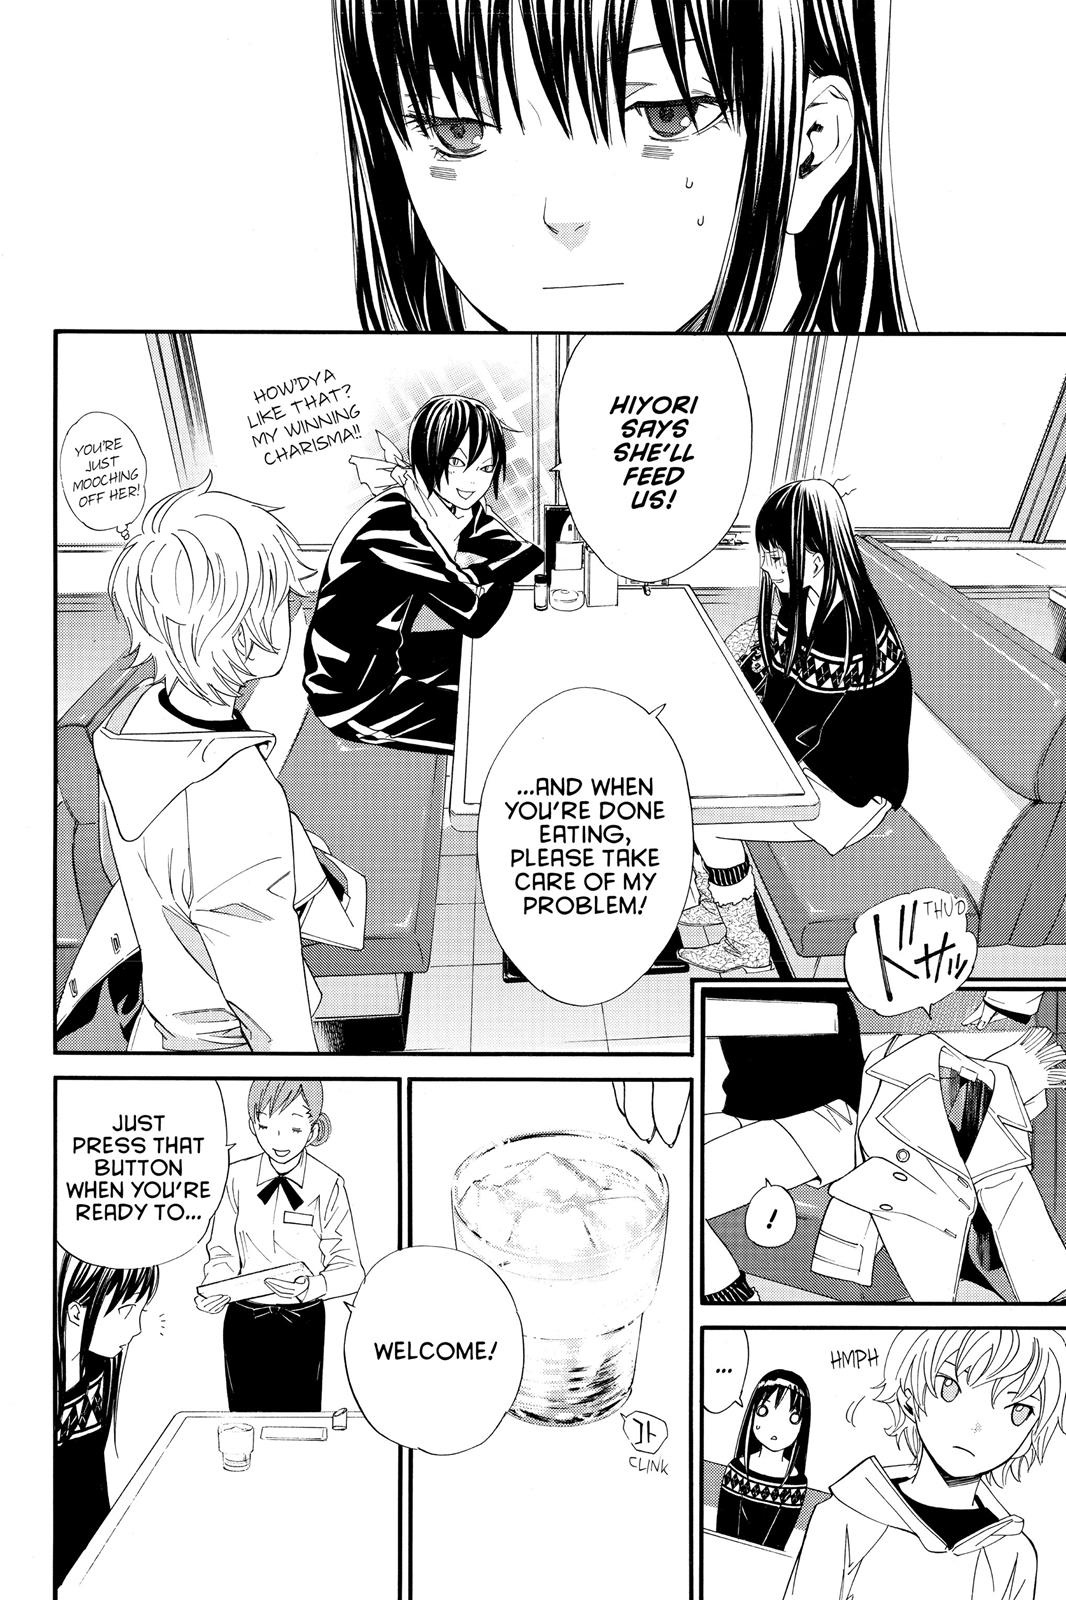 HIYORI
SAYS
SHE'LL
FEED
US!
HOW'DYA
LIKE THAT?
MY WINNING
CHARISMA!!
YOU'RE
JUST
MOOCHING
OFF HER!
...AND WHEN
YOU'RE DONE
EATING,
PLEASE TAKE
CARE OF MY
PROBLEM!
ドサッ
THUD
!
HMPH
...
コト
CLINK
WELCOME!
JUST
PRESS THAT
BUTTON
WHEN YOU'RE
READY TO...